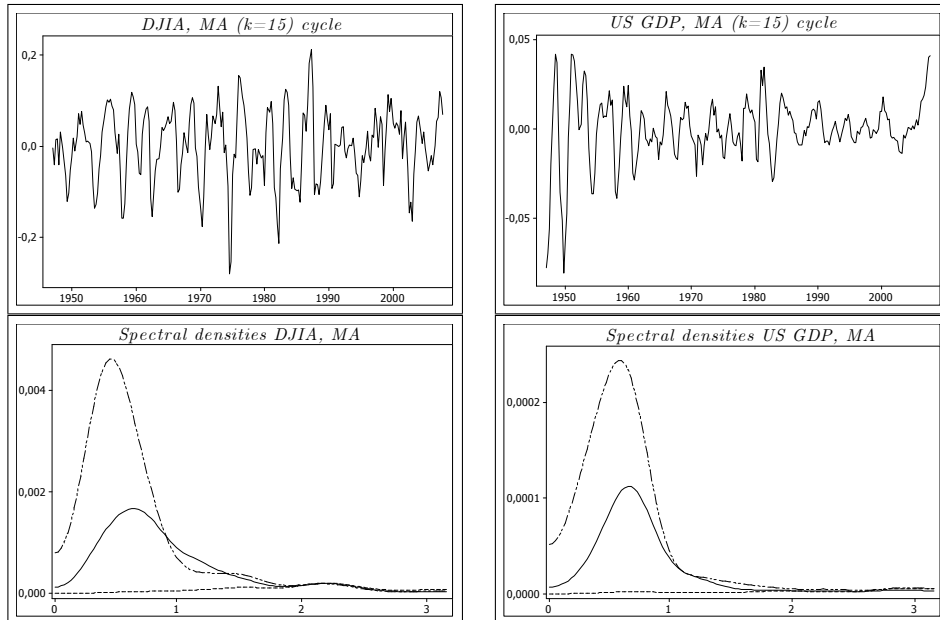 DJIA, MA (k=15) cycle
0,2
0,0
-0,2
1950 1960 1970 1980 1990 2000
US GDP, MA (k=15) cycle
0,05
0,00
-0,05
1950 1960 1970 1980 1990 2000
Spectral densities DJIA, MA
0,004
0,002
0,000
0 1 2 3
Spectral densities US GDP, MA
0,0002
0,0001
0,0000
0 1 2 3